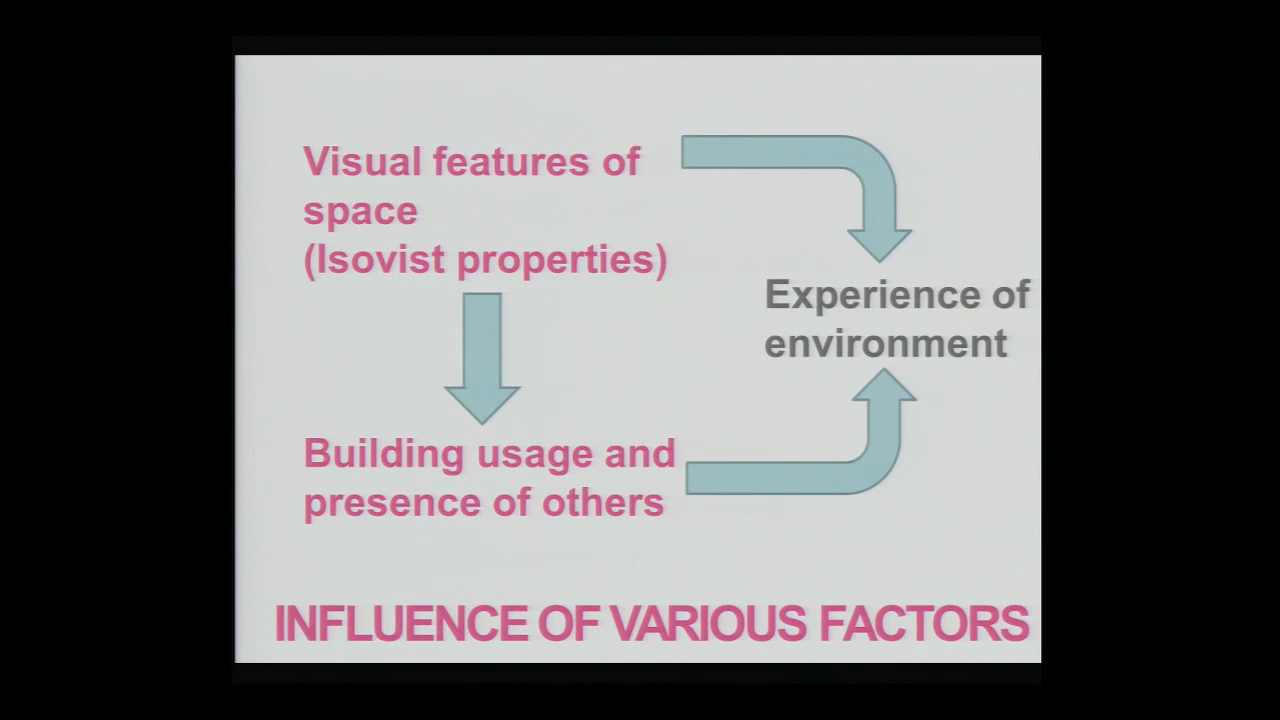 Visual features of
space
(Isovist properties)
Experience of
environment
Building usage and
presence of others
INFLUENCE OF VARIOUS FACTORS